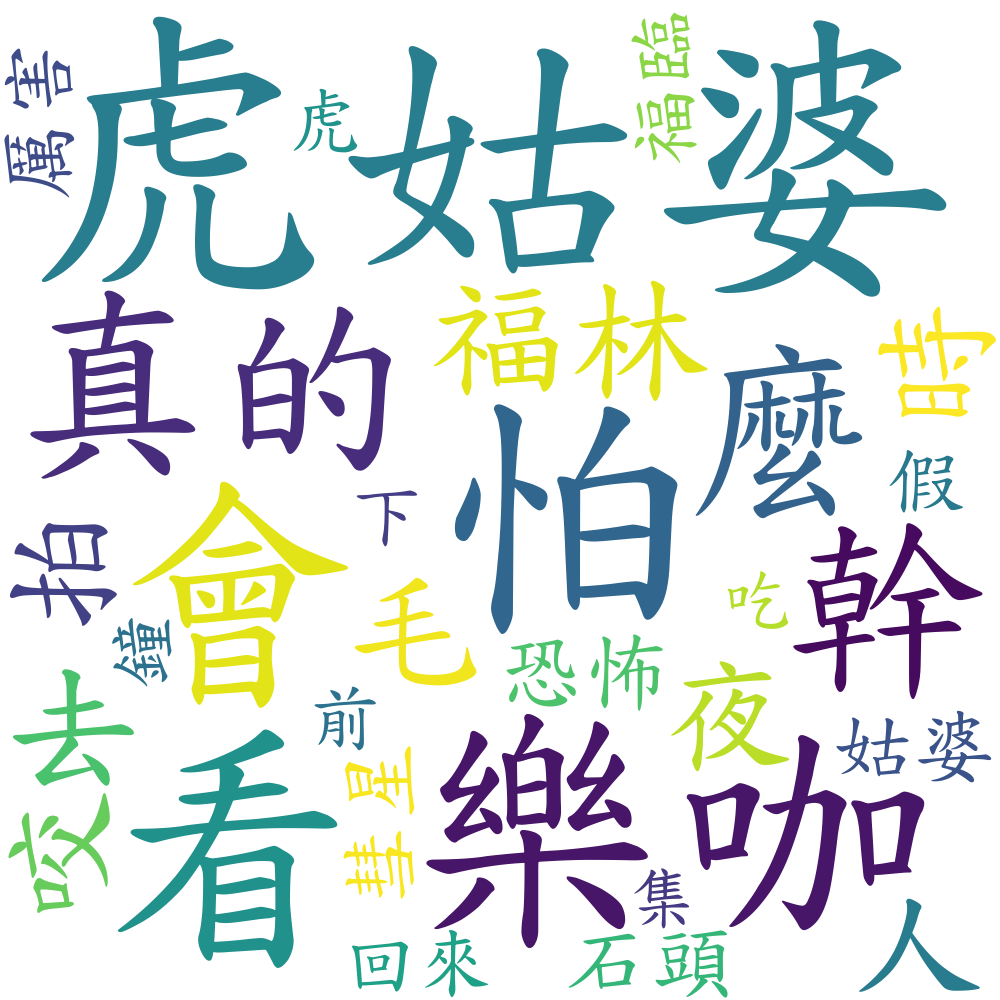 虎姑婆
厲害
虎
福臨
真的
福林
時
麼
怕
假
拍
會
下
幹
吃
毛
鐘
恐怖
夜
去
前
姑婆
看
彗星
樂咖
咬
集
人
回來
石頭